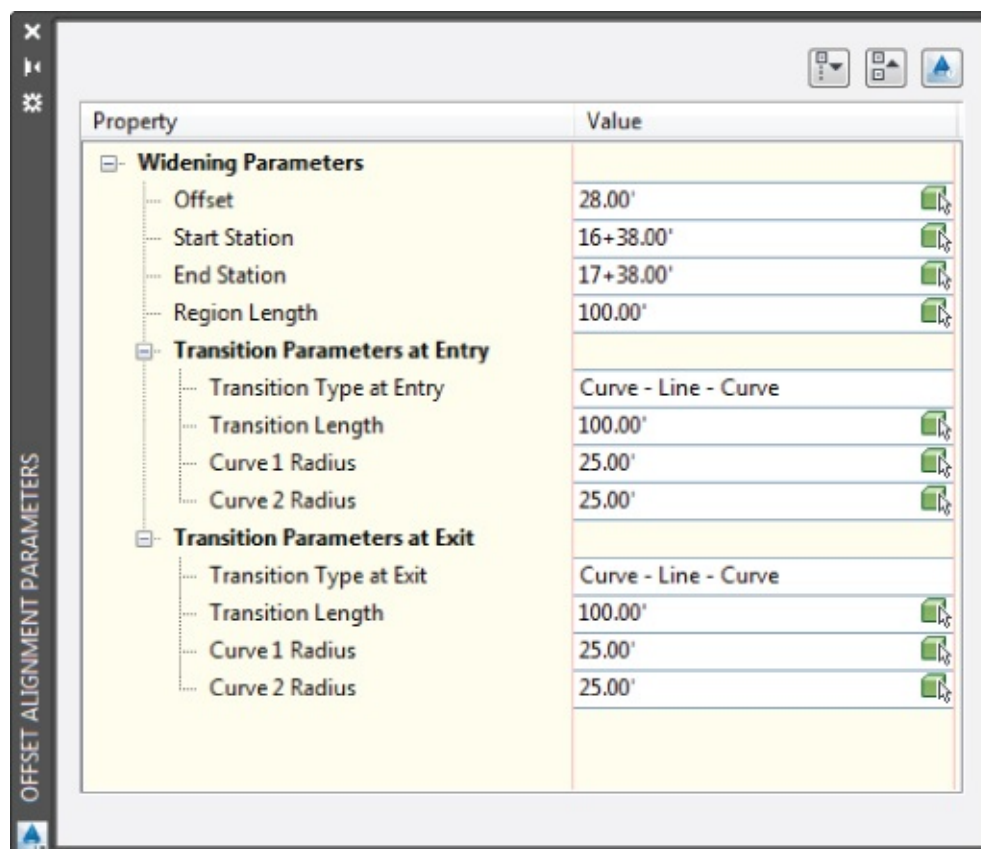 Property Value
Widening Parameters
Offset 28.00'
Start Station 16+38.00'
End Station 17+38.00'
Region Length 100.00'
Transition Parameters at Entry
Transition Type at Entry Curve - Line - Curve
Transition Length 100.00'
Curve 1 Radius 25.00'
Curve 2 Radius 25.00'
Transition Parameters at Exit
Transition Type at Exit Curve - Line - Curve
Transition Length 100.00'
Curve 1 Radius 25.00'
Curve 2 Radius 25.00'
OFFSET ALIGNMENT PARAMETERS